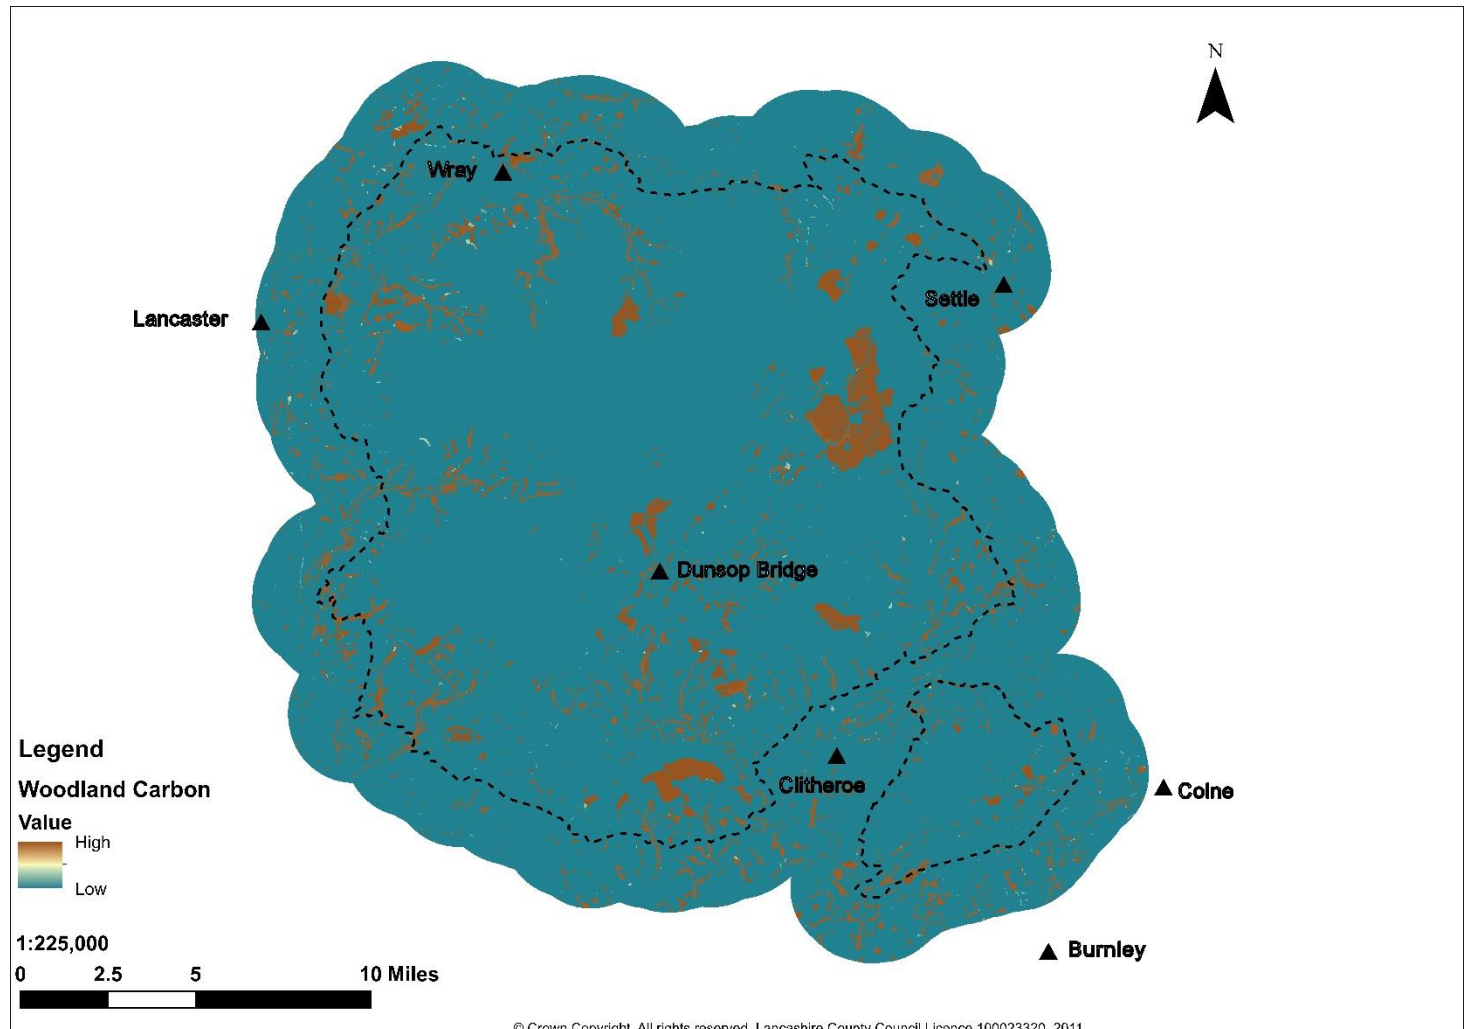 N
Wray
Settle
Lancaster
Dunsop Bridge
Clitheroe
Colne
Burnley
Legend
Woodland Carbon
Value
High
Low
1:225,000
0 2.5 5 10 Miles
© Crown Copyright. All rights reserved. Lancashire County Council Licence 100023320, 2011